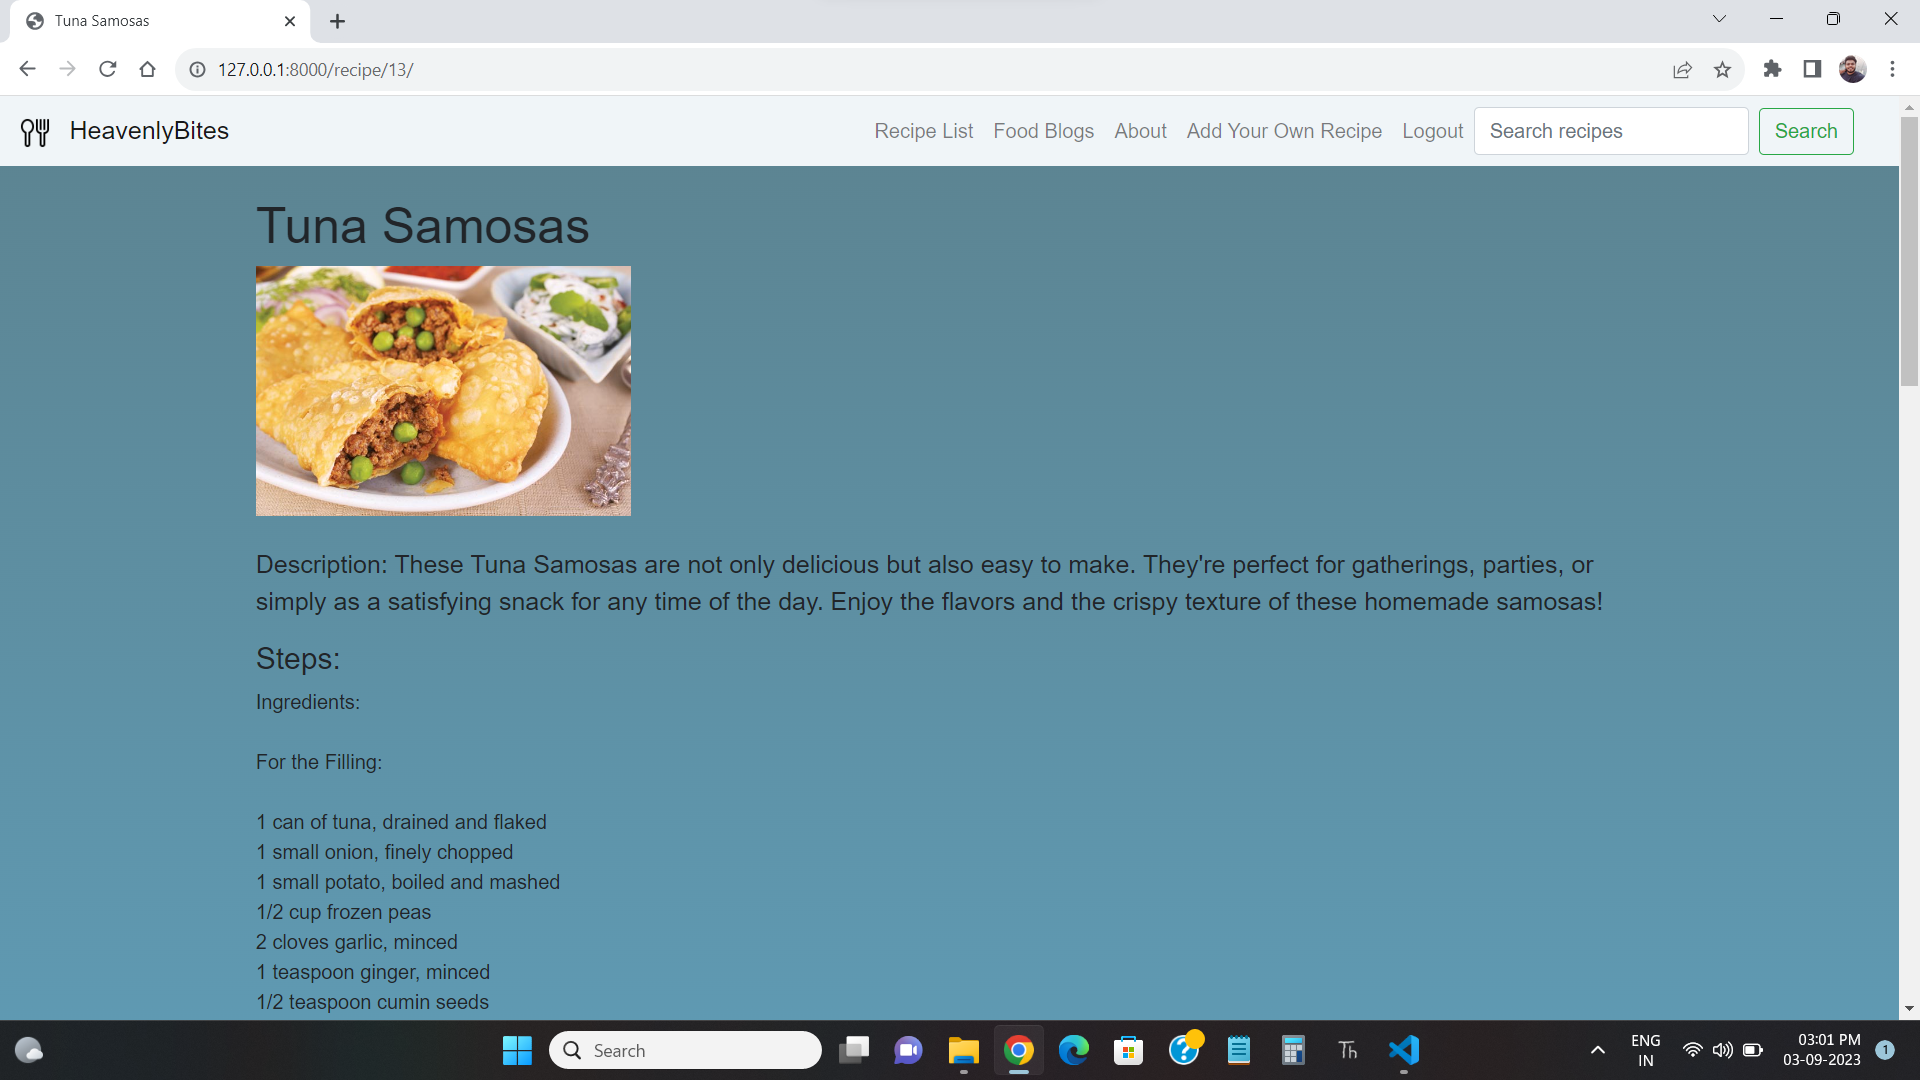 Tuna Samosas
127.0.0.1:8000/recipe/13/
HeavenlyBites
Recipe List
Food Blogs
About
Add Your Own Recipe
Logout
Search recipes
Search
Tuna Samosas
Description: These Tuna Samosas are not only delicious but also easy to make. They're perfect for gatherings, parties, or
simply as a satisfying snack for any time of the day. Enjoy the flavors and the crispy texture of these homemade samosas!
Steps:
Ingredients:
For the Filling:
1 can of tuna, drained and flaked
1 small onion, finely chopped
1 small potato, boiled and mashed
1/2 cup frozen peas
2 cloves garlic, minced
1 teaspoon ginger, minced
1/2 teaspoon cumin seeds
Search
Th
ENG
IN
03:01 PM
03-09-2023
1